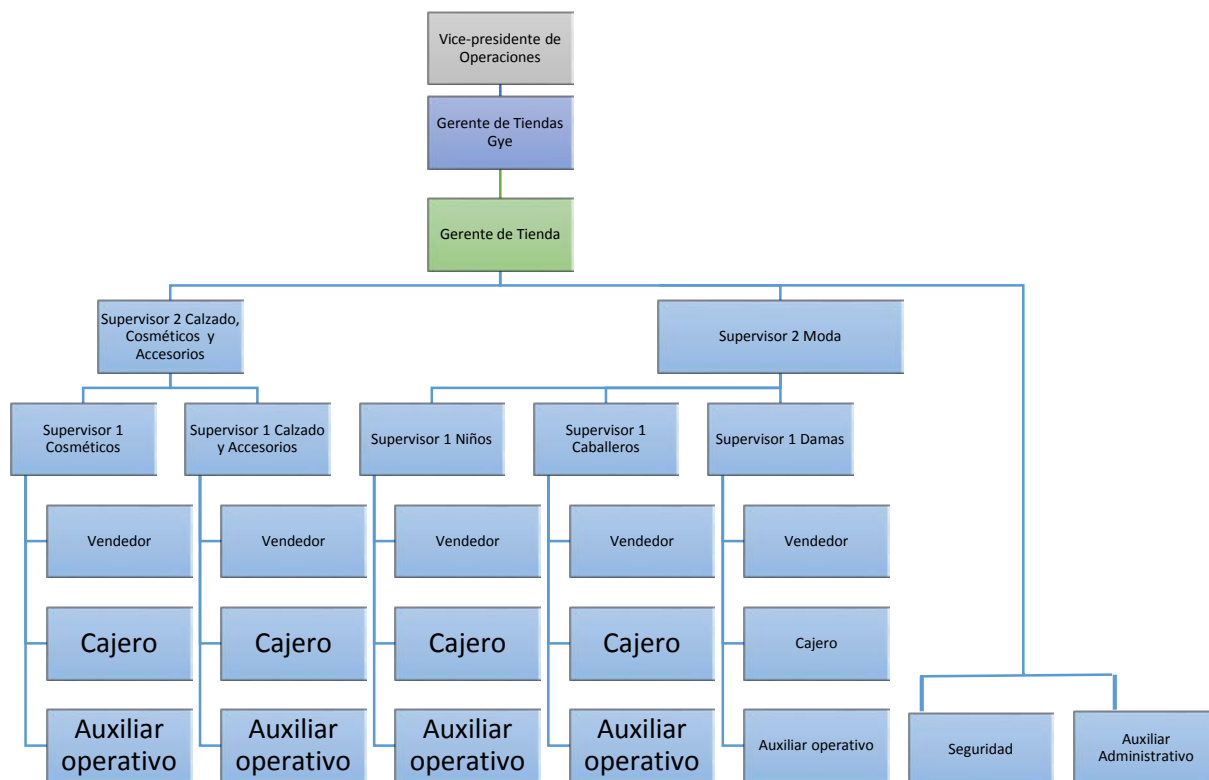 Vice-presidente de
Operaciones
Gerente de Tiendas
Gye
Gerente de Tienda
Supervisor 2 Calzado,
Cosméticos y
Accesorios
Supervisor 2 Moda
Supervisor 1
Cosméticos
Supervisor 1 Calzado
y Accesorios
Supervisor 1 Niños
Supervisor 1
Caballeros
Supervisor 1 Damas
Vendedor
Vendedor
Vendedor
Vendedor
Vendedor
Cajero
Cajero
Cajero
Cajero
Cajero
Auxiliar
operativo
Auxiliar
operativo
Auxiliar
operativo
Auxiliar
operativo
Auxiliar operativo
Seguridad
Auxiliar
Administrativo